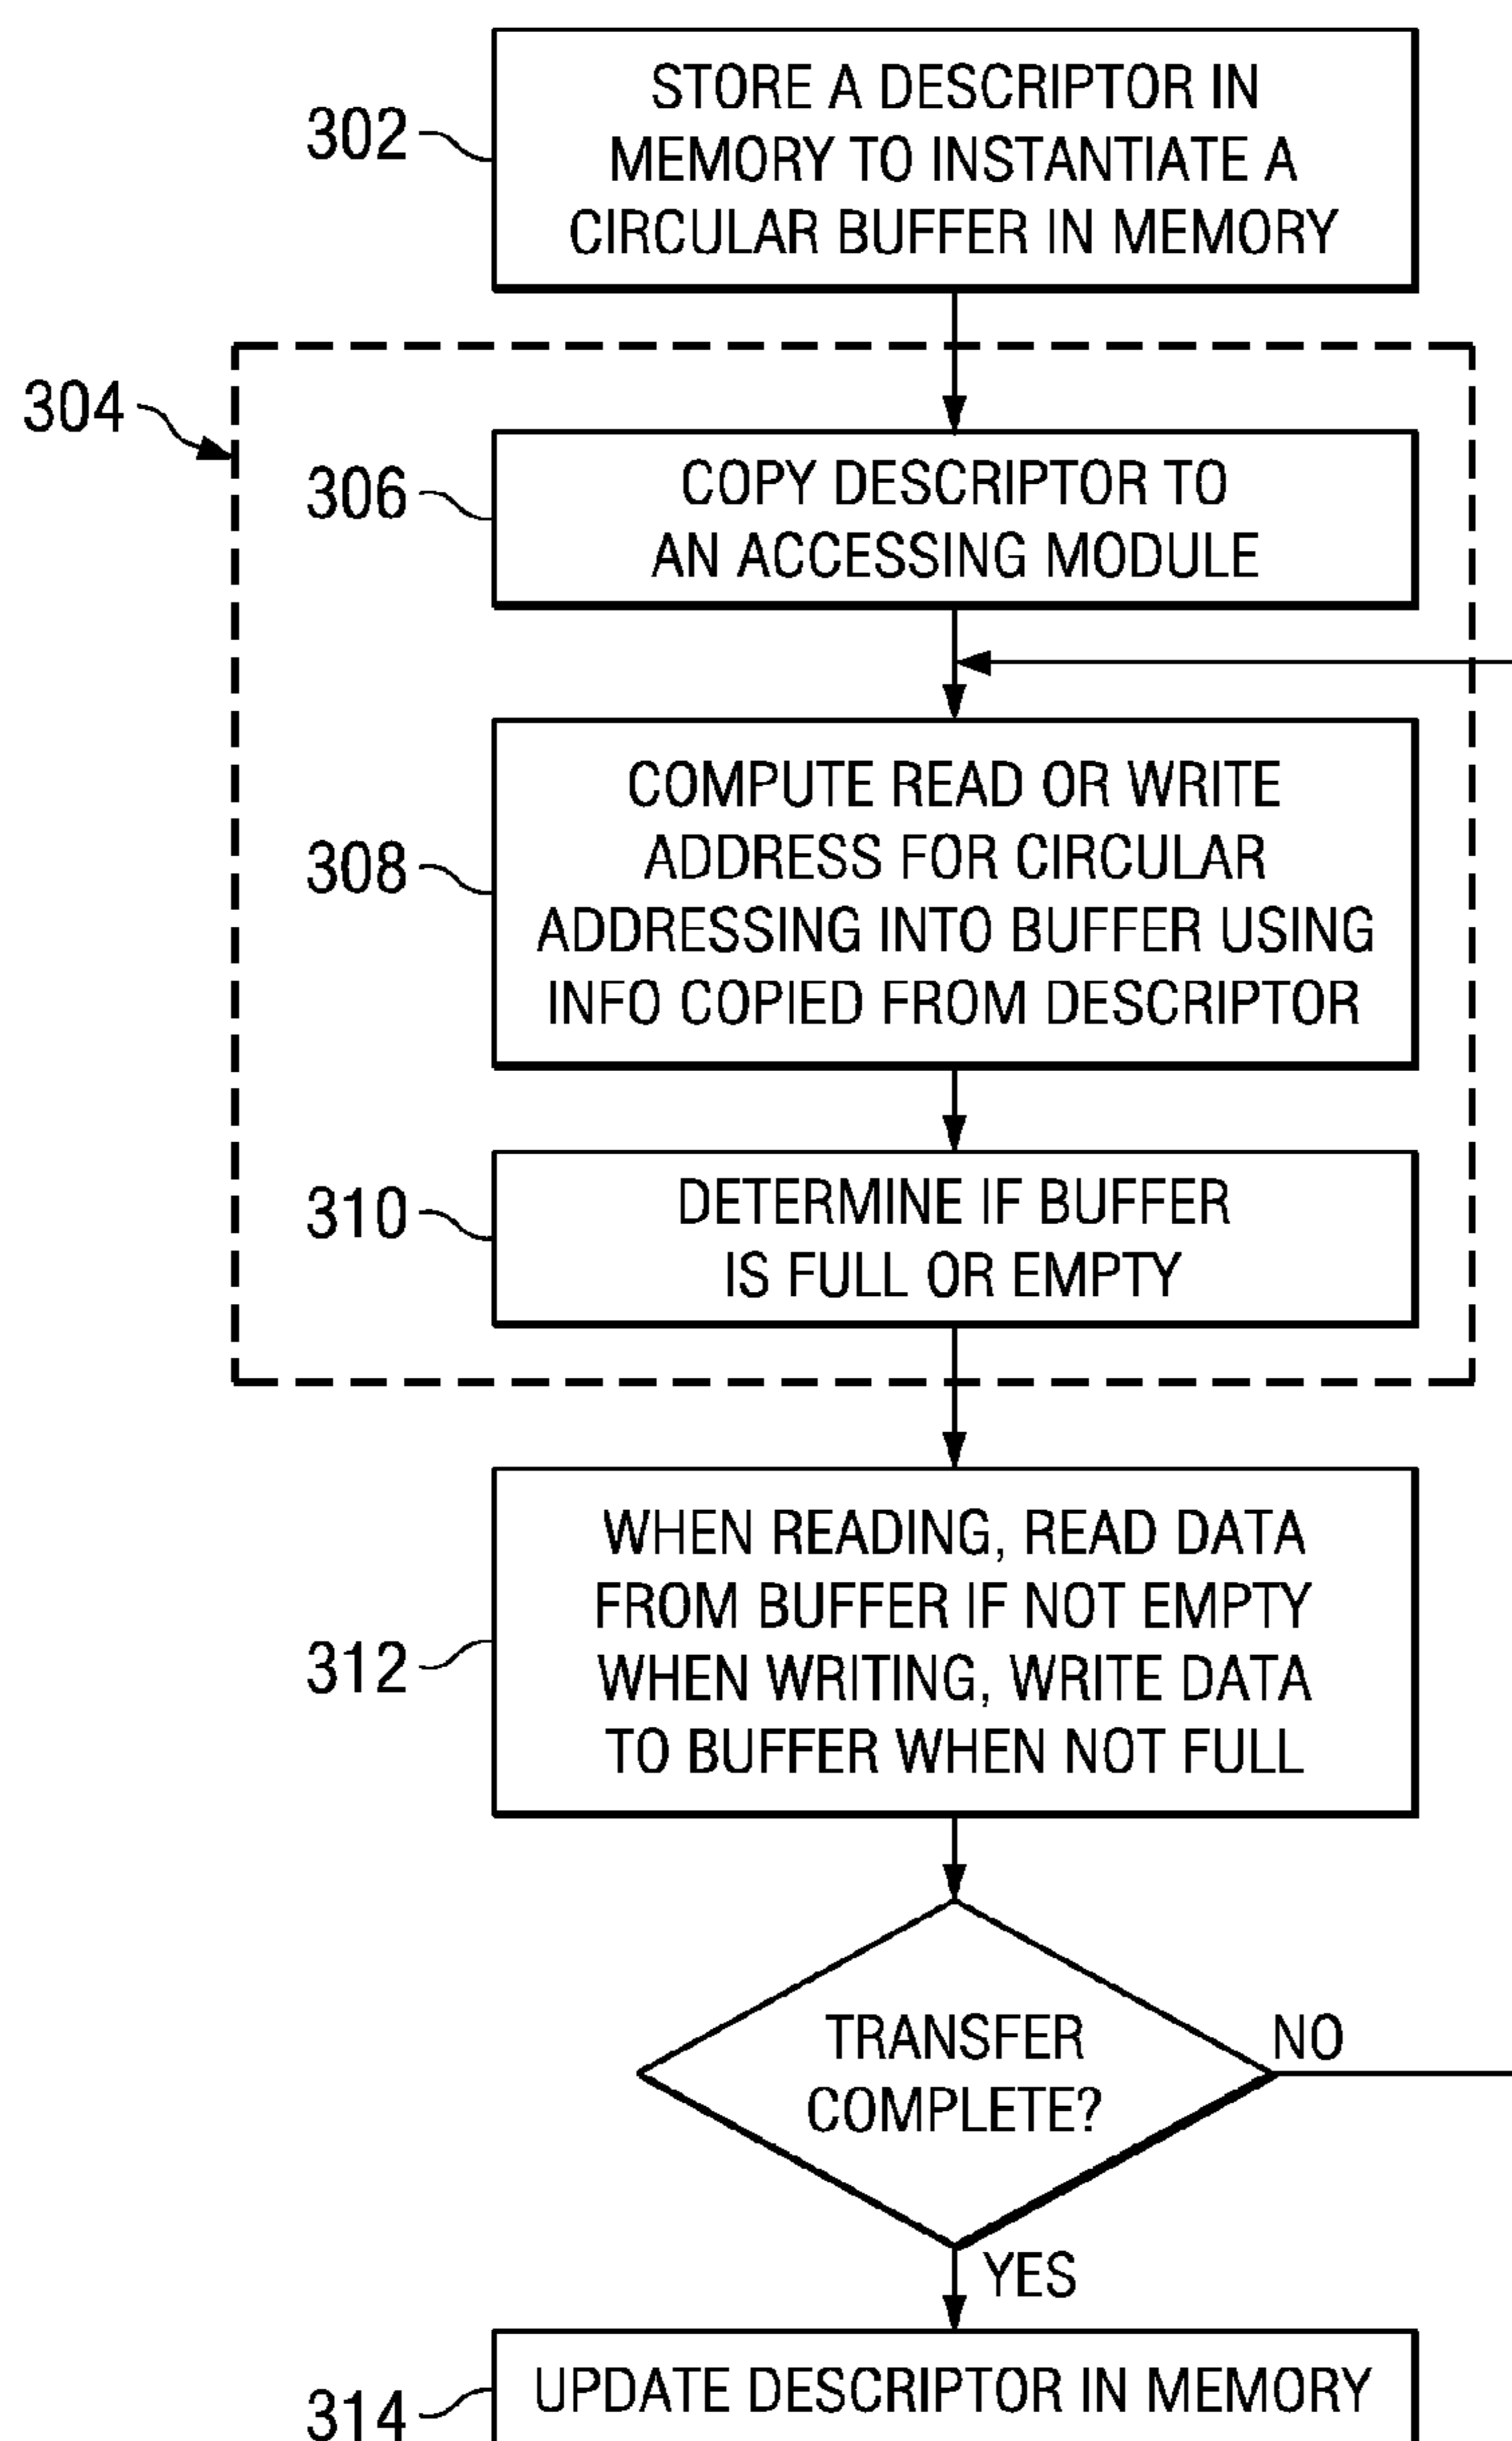 302
STORE A DESCRIPTOR IN
MEMORY TO INSTANTIATE A
CIRCULAR BUFFER IN MEMORY
304
306
COPY DESCRIPTOR TO
AN ACCESSING MODULE
308
COMPUTE READ OR WRITE
ADDRESS FOR CIRCULAR
ADDRESSING INTO BUFFER USING
INFO COPIED FROM DESCRIPTOR
310
DETERMINE IF BUFFER
IS FULL OR EMPTY
312
WHEN READING, READ DATA
FROM BUFFER IF NOT EMPTY
WHEN WRITING, WRITE DATA
TO BUFFER WHEN NOT FULL
TRANSFER
COMPLETE?
NO
YES
314
UPDATE DESCRIPTOR IN MEMORY